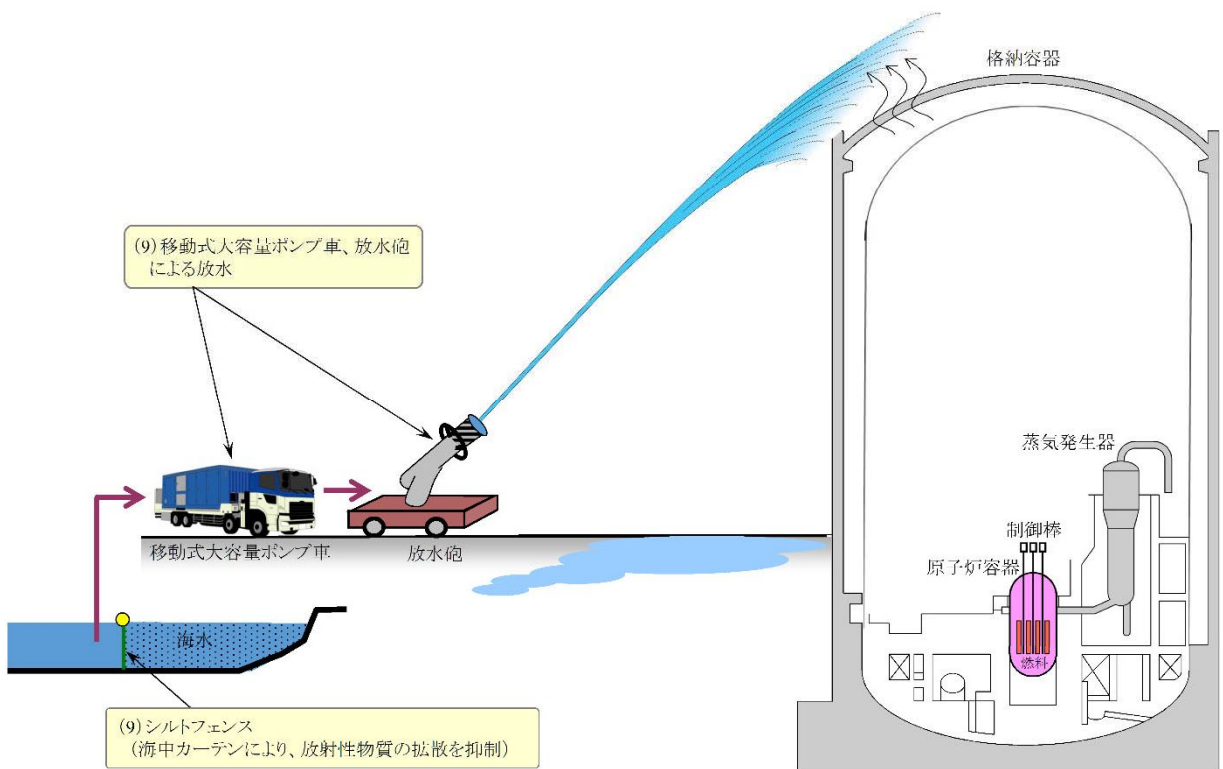 格納容器
(9)移動式大容量ポンプ車、放水砲
による放水
蒸気発生器
制御棒
原子炉容器
移動式大容量ポンプ車
放水砲
海水
燃料
(9)シルトフェンス
(海中カーテンにより、放射性物質の拡散を抑制)